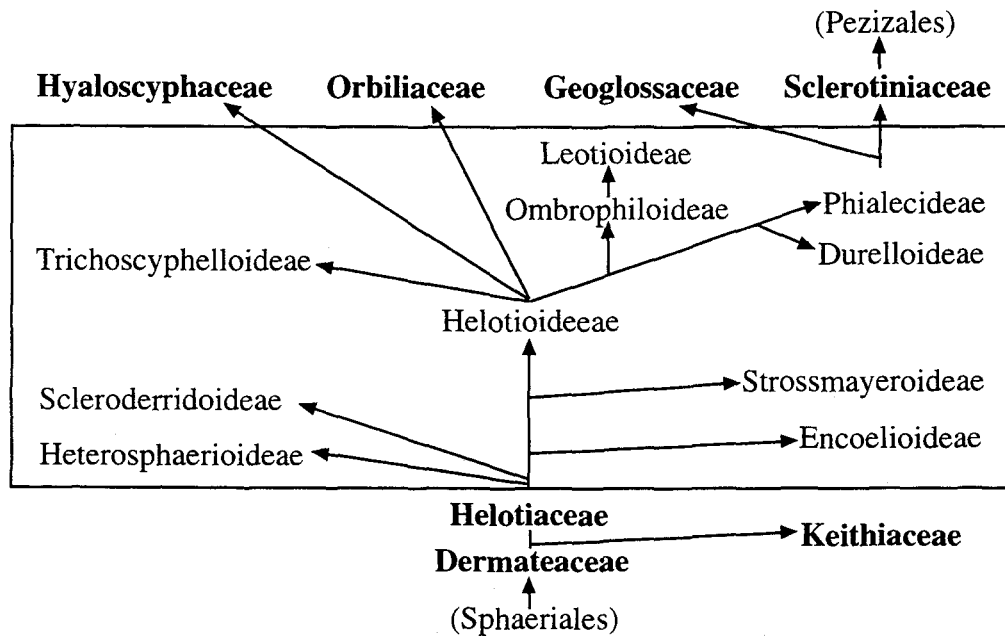 (Pezizales)
Hyaloscyphaceae Orbiliaceae Geoglossaceae Sclerotiniaceae
Leotioideae
Ombrophiloideae Phialecideae
Trichoscyphelloideae Durelloideae
Helotioideeae
Strossmayeroideae
Scleroderridoideae
Encoelioideae
Heterosphaerioideae
Helotiaceae
Keithiaceae
Dermateaceae
(Sphaeriales)